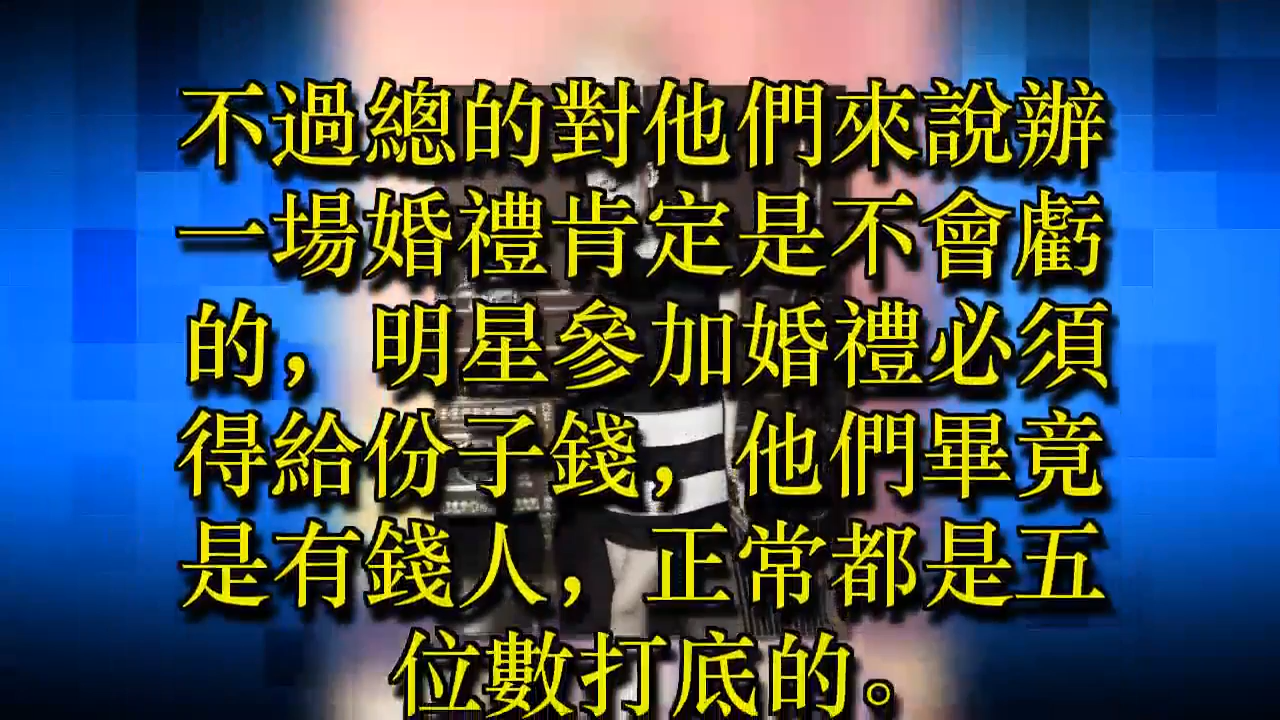 不過總的對他們來說辦
一場婚禮肯定是不會虧
的，明星參加婚禮必須
得給份子錢，他們畢竟
是有錢人，正常都是五
位數打底的。